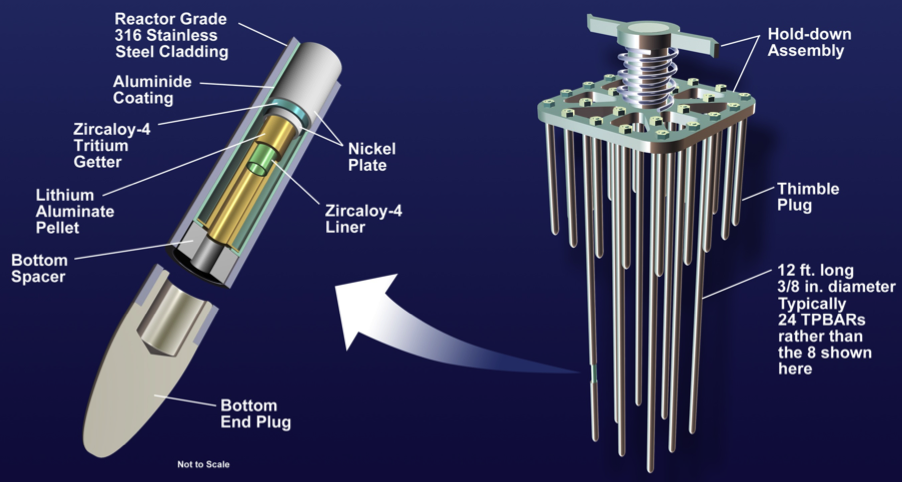 Reactor Grade
316 Stainless
Steel Cladding
Aluminide
Coating
Zircaloy-4
Tritium
Getter
Lithium
Aluminate
Pellet
Bottom
Spacer
Nickel
Plate
Zircaloy-4
Liner
Bottom
End Plug
Not to Scale
Hold-down
Assembly
Thimble
Plug
12 ft. long
3/8 in. diameter
Typically
24 TPBARs
rather than
the 8 shown
here